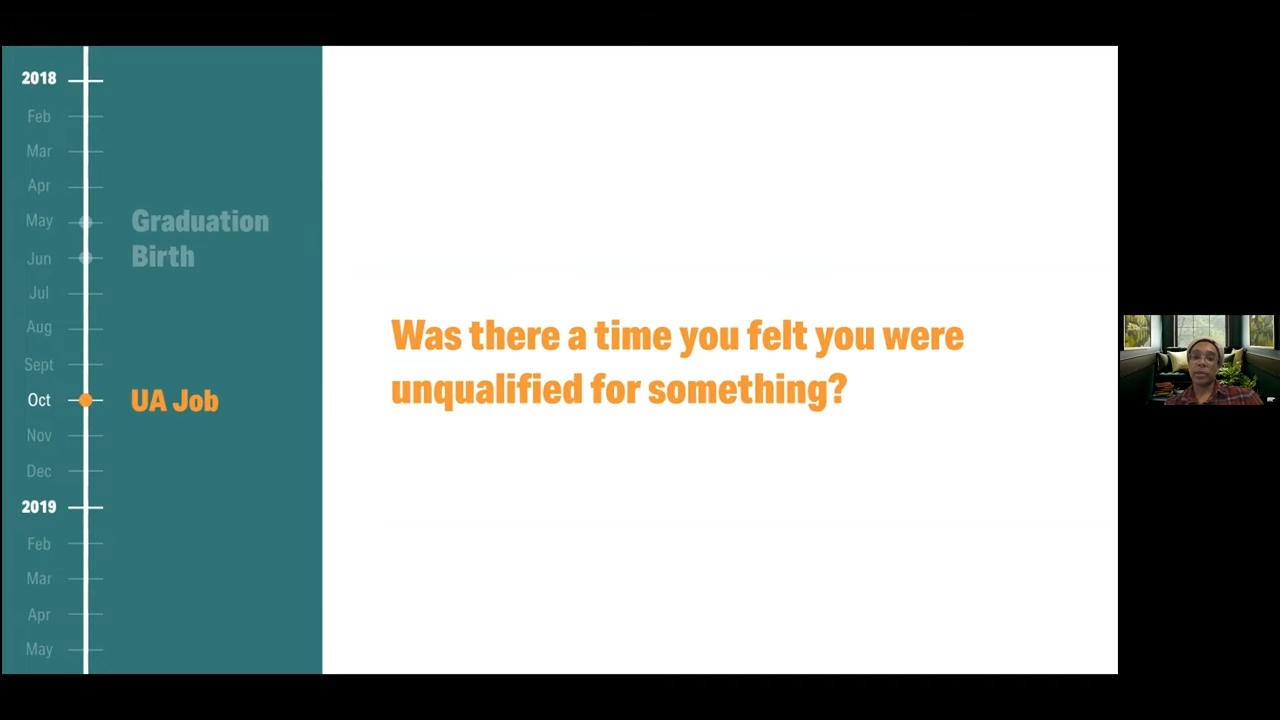 2018
Feb
Mar
Apr
May
Graduation
Jun
Birth
Jul
Aug
Sept
Oct
UA Job
Nov
Dec
2019
Feb
Mar
Apr
May
Was there a time you felt you were
unqualified for something?